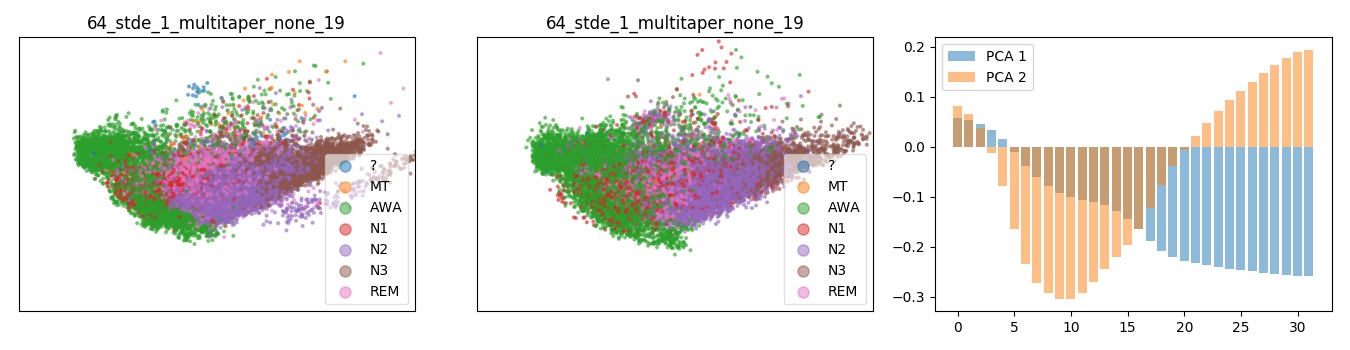 64_stde_1_multitaper_none_19
?
MT
AWA
N1
N2
N3
REM
64_stde_1_multitaper_none_19
?
MT
AWA
N1
N2
N3
REM
PCA 1
PCA 2
0.2
0.1
0.0
−0.1
−0.2
−0.3
0 5 10 15 20 25 30